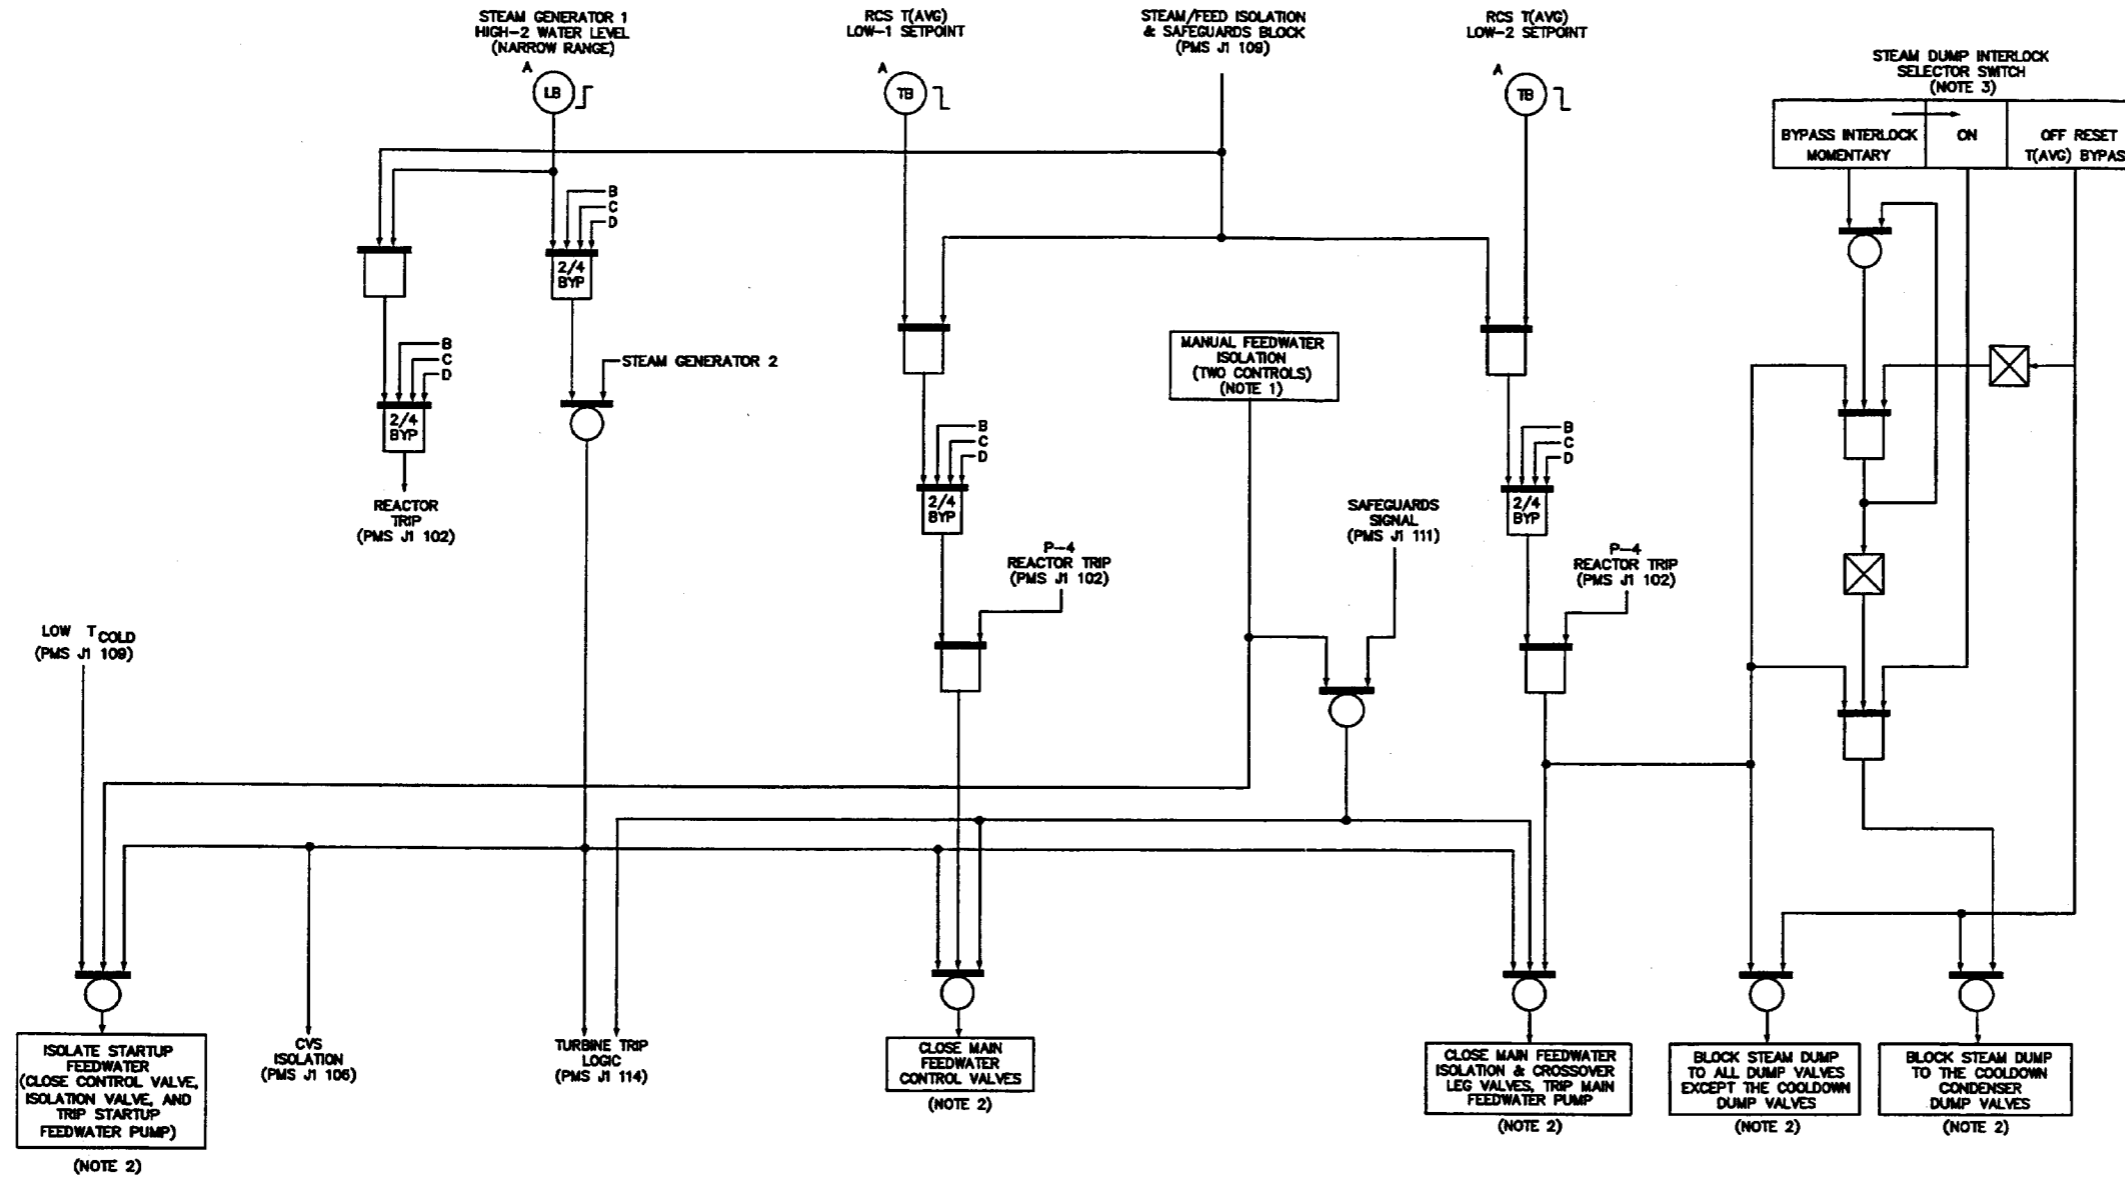 STEAM GENERATOR 1
HIGH-2 WATER LEVEL
(NARROW RANGE)
A
LB
RCS T(AVG)
LOW-1 SETPOINT
A
TB
STEAM/FEED ISOLATION
& SAFEGUARDS BLOCK
(PMS J1 109)
RCS T(AVG)
LOW-2 SETPOINT
A
TB
STEAM DUMP INTERLOCK
SELECTOR SWITCH
(NOTE 3)
BYPASS INTERLOCK
MOMENTARY
ON
OFF RESET
T(AVG) BYPAS
B
C
D
2/4
BYP
B
C
D
2/4
BYP
REACTOR
TRIP
(PMS J1 102)
STEAM GENERATOR 2
MANUAL FEEDWATER
ISOLATION
(TWO CONTROLS)
(NOTE 1)
B
C
D
2/4
BYP
P-4
REACTOR TRIP
(PMS J1 102)
SAFEGUARDS
SIGNAL
(PMS J1 111)
B
C
D
2/4
BYP
P-4
REACTOR TRIP
(PMS J1 102)
LOW T COLD
(PMS J1 109)
ISOLATE STARTUP
FEEDWATER
(CLOSE CONTROL VALVE,
ISOLATION VALVE, AND
TRIP STARTUP
FEEDWATER PUMP)
(NOTE 2)
CVS
ISOLATION
(PMS J1 106)
TURBINE TRIP
LOGIC
(PMS J1 114)
CLOSE MAIN
FEEDWATER
CONTROL VALVES
(NOTE 2)
CLOSE MAIN FEEDWATER
ISOLATION & CROSSOVER
LEG VALVES, TRIP MAIN
FEEDWATER PUMP
(NOTE 2)
BLOCK STEAM DUMP
TO ALL DUMP VALVES
EXCEPT THE COOLDOWN
DUMP VALVES
(NOTE 2)
BLOCK STEAM DUMP
TO THE COOLDOWN
CONDENSER
DUMP VALVES
(NOTE 2)